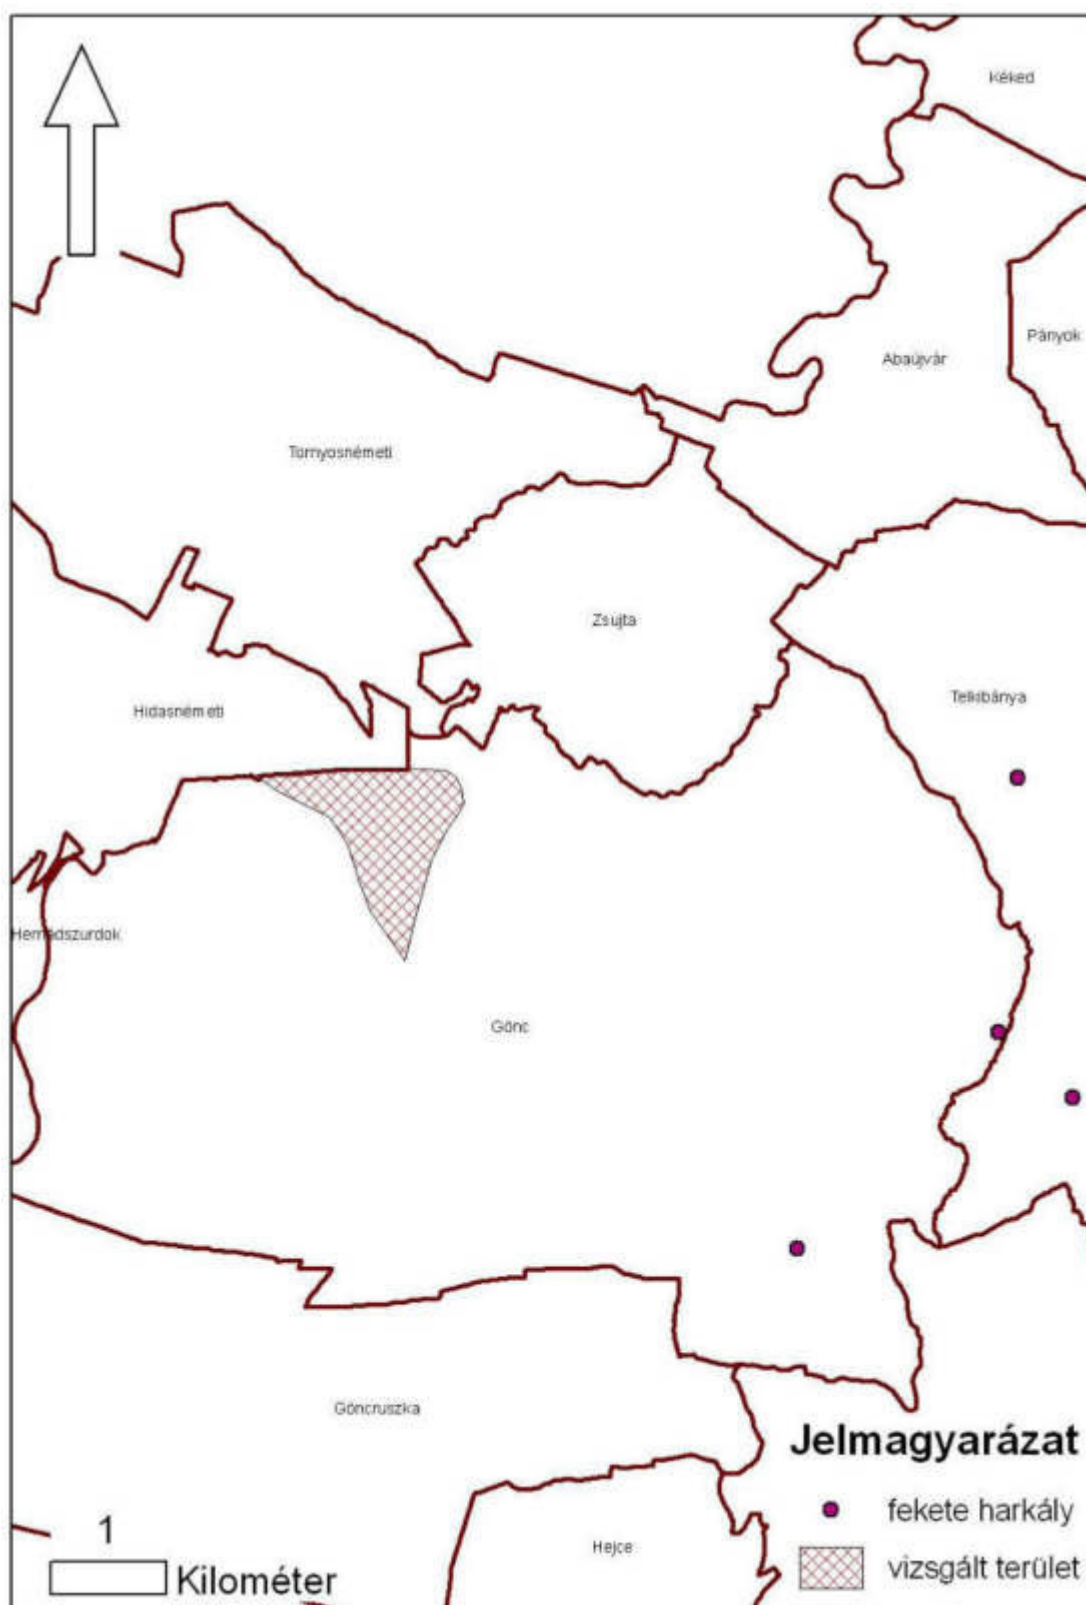 Kéked
Pányok
Abaújvár
Tornyosnémeti
Zsujta
Telkibánya
Hidasnémeti
Hernádszurdok
Gönc
Göncruszka
Jelmagyarázat
fekete harkály
1
Hejce
vizsgált terület
Kilométer